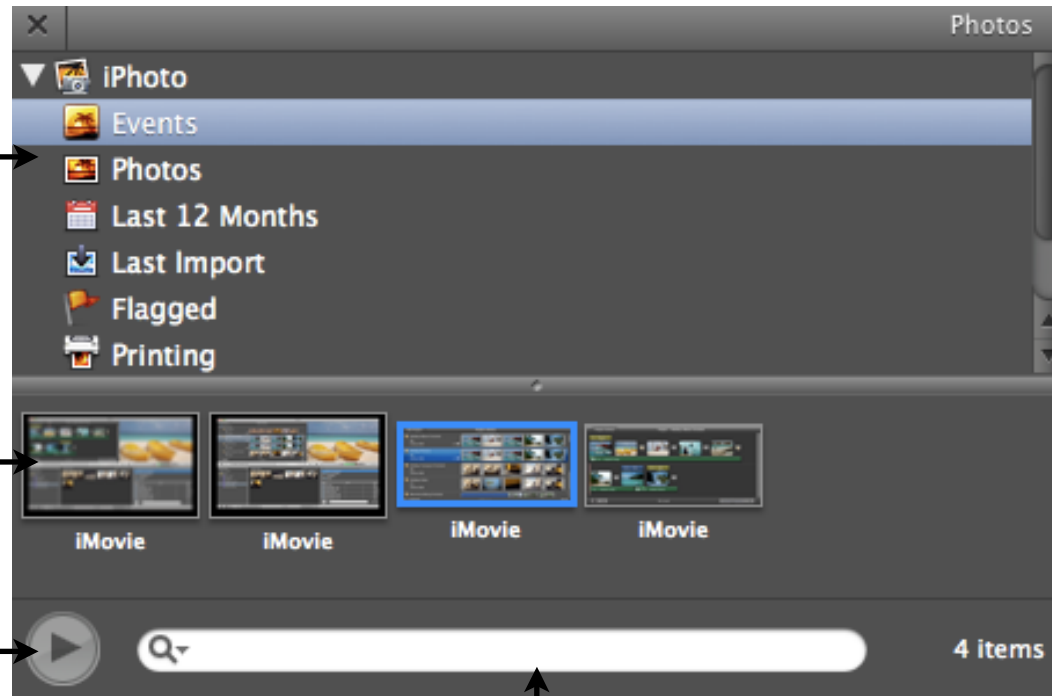 Photos
iPhoto
Events
Photos
Last 12 Months
Last Import
Flagged
Printing
iMovie iMovie iMovie iMovie
4 items